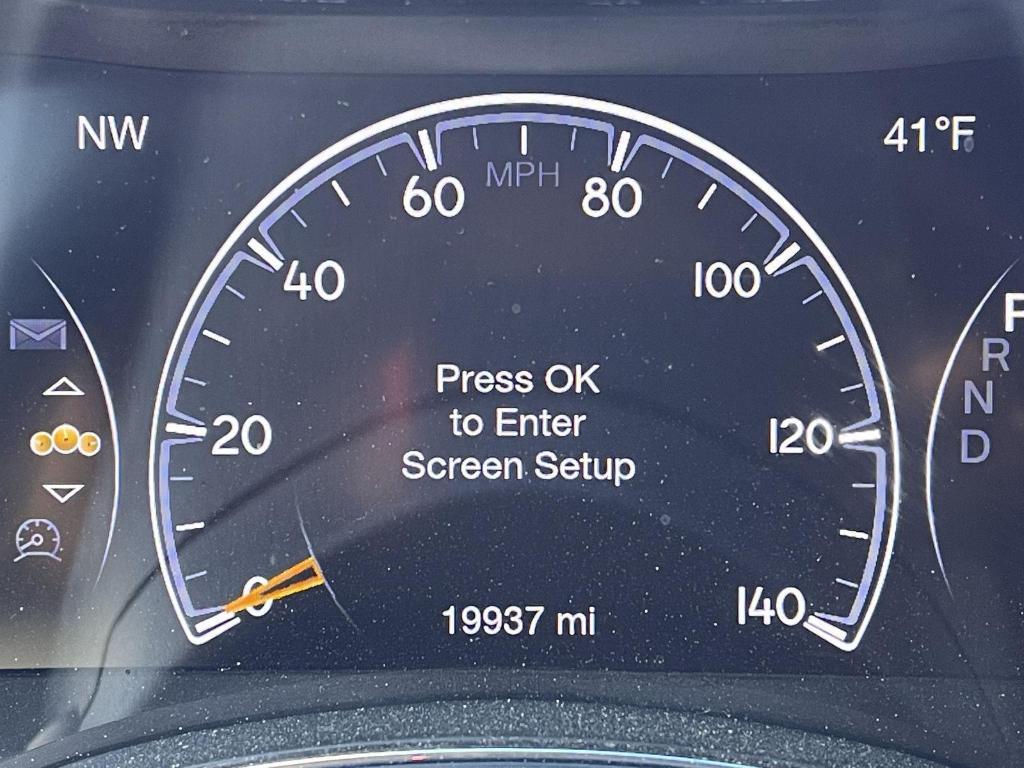 NW
41°F
MPH
60
80
40
100
20
120
0
140
Press OK
to Enter
Screen Setup
19937 mi
P
R
N
D